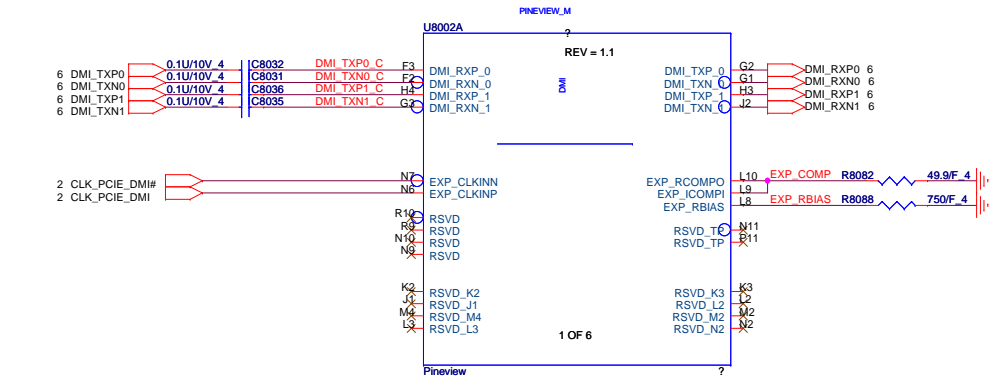 PINEVIEW_M
U8002A
?
REV = 1.1
6 DMI_TXP0 0.1U/10V_4 C8032 DMI_TXP0_C F3 DMI_RXP_0 DMI_TXP_0 G2 DMI_RXP0 6
6 DMI_TXN0 0.1U/10V_4 C8031 DMI_TXN0_C F2 DMI_RXN_0 DMI DMI_TXN_0 G1 DMI_RXN0 6
6 DMI_TXP1 0.1U/10V_4 C8036 DMI_TXP1_C H4 DMI_RXP_1 DMI_TXP_1 H3 DMI_RXP1 6
6 DMI_TXN1 0.1U/10V_4 C8035 DMI_TXN1_C G3 DMI_RXN_1 DMI_TXN_1 J2 DMI_RXN1 6
2 CLK_PCIE_DMI# N7 EXP_CLKINN EXP_RCOMPO L10 EXP_COMP R8082 49.9/F_4
2 CLK_PCIE_DMI N6 EXP_CLKINP EXP_ICOMPI L9
EXP_RBIAS L8 EXP_RBIAS R8088 750/F_4
R10 RSVD
R9 RSVD RSVD_TP N11
N10 RSVD RSVD_TP P11
N9 RSVD
K2 RSVD_K2 RSVD_K3 K3
J1 RSVD_J1 RSVD_L2 L2
M4 RSVD_M4 RSVD_M2 M2
L3 RSVD_L3 RSVD_N2 N2
1 OF 6
Pineview ?